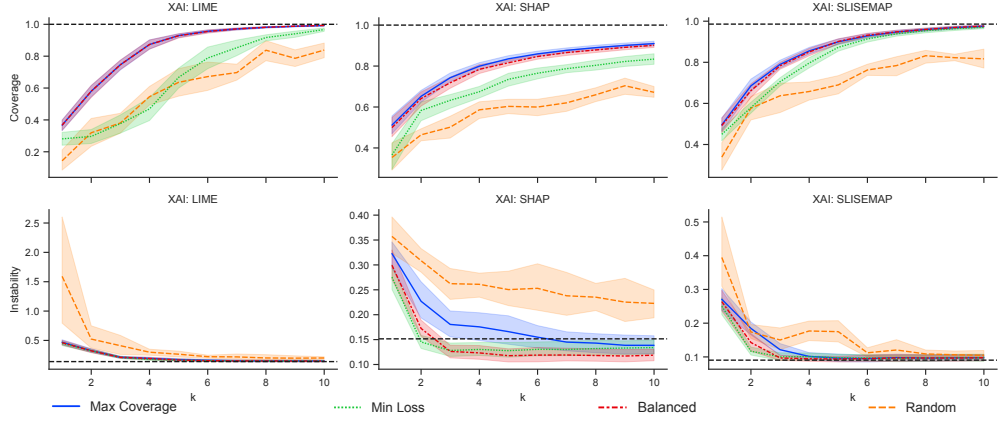 XAI: LIME
XAI: SHAP
XAI: SLISEMAP
Coverage
1.0
0.8
0.6
0.4
0.2
1.0
0.8
0.6
0.4
1.0
0.8
0.6
0.4
XAI: LIME
XAI: SHAP
XAI: SLISEMAP
Instability
2.5
2.0
1.5
1.0
0.5
0.40
0.35
0.30
0.25
0.20
0.15
0.10
0.5
0.4
0.3
0.2
0.1
2 4 6 8 10
2 4 6 8 10
2 4 6 8 10
k
k
k
Max Coverage
Min Loss
Balanced
Random